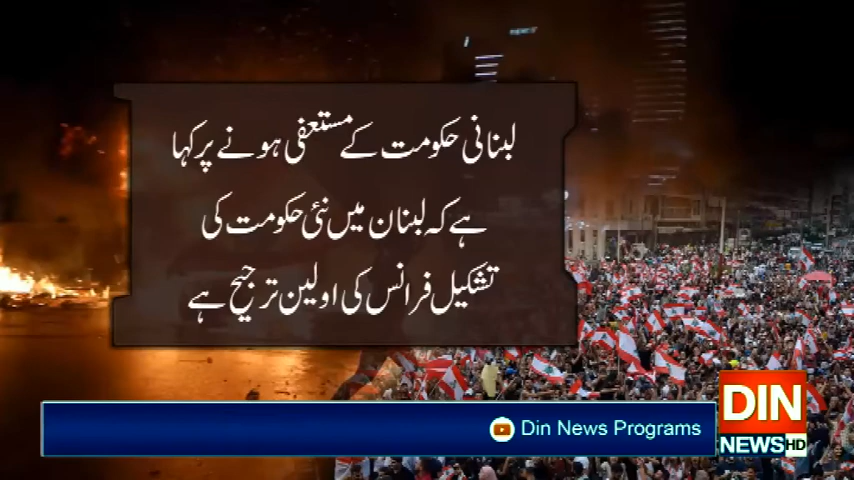 لبنانی حکومت کے مستعفی ہونے پر کہا
ہے کہ لبنان میں نئی حکومت کی
تشکیل فرانس کی اولین ترجیح ہے
Din News Programs
DIN
NEWS HD